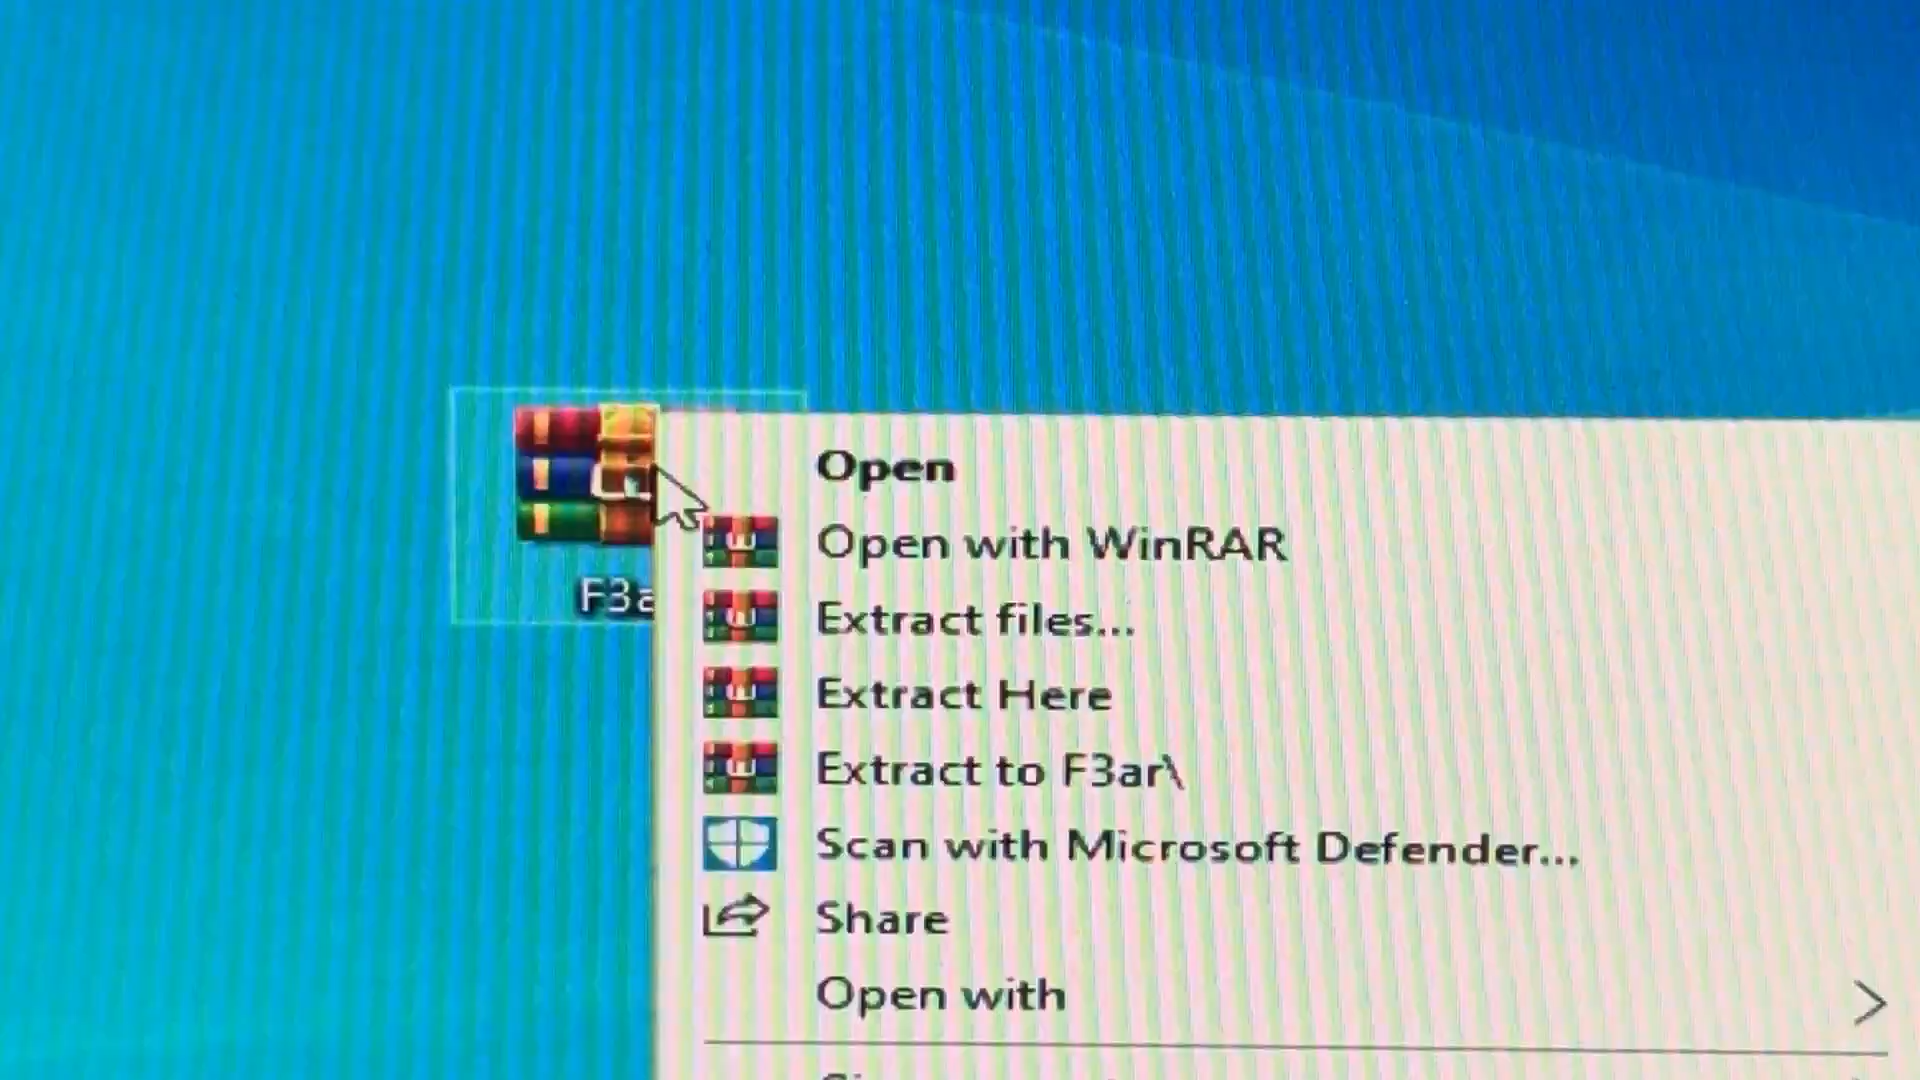 Open
Open with WinRAR
Extract files...
Extract Here
Extract to F3ar\
Scan with Microsoft Defender...
Share
Open with
F3a